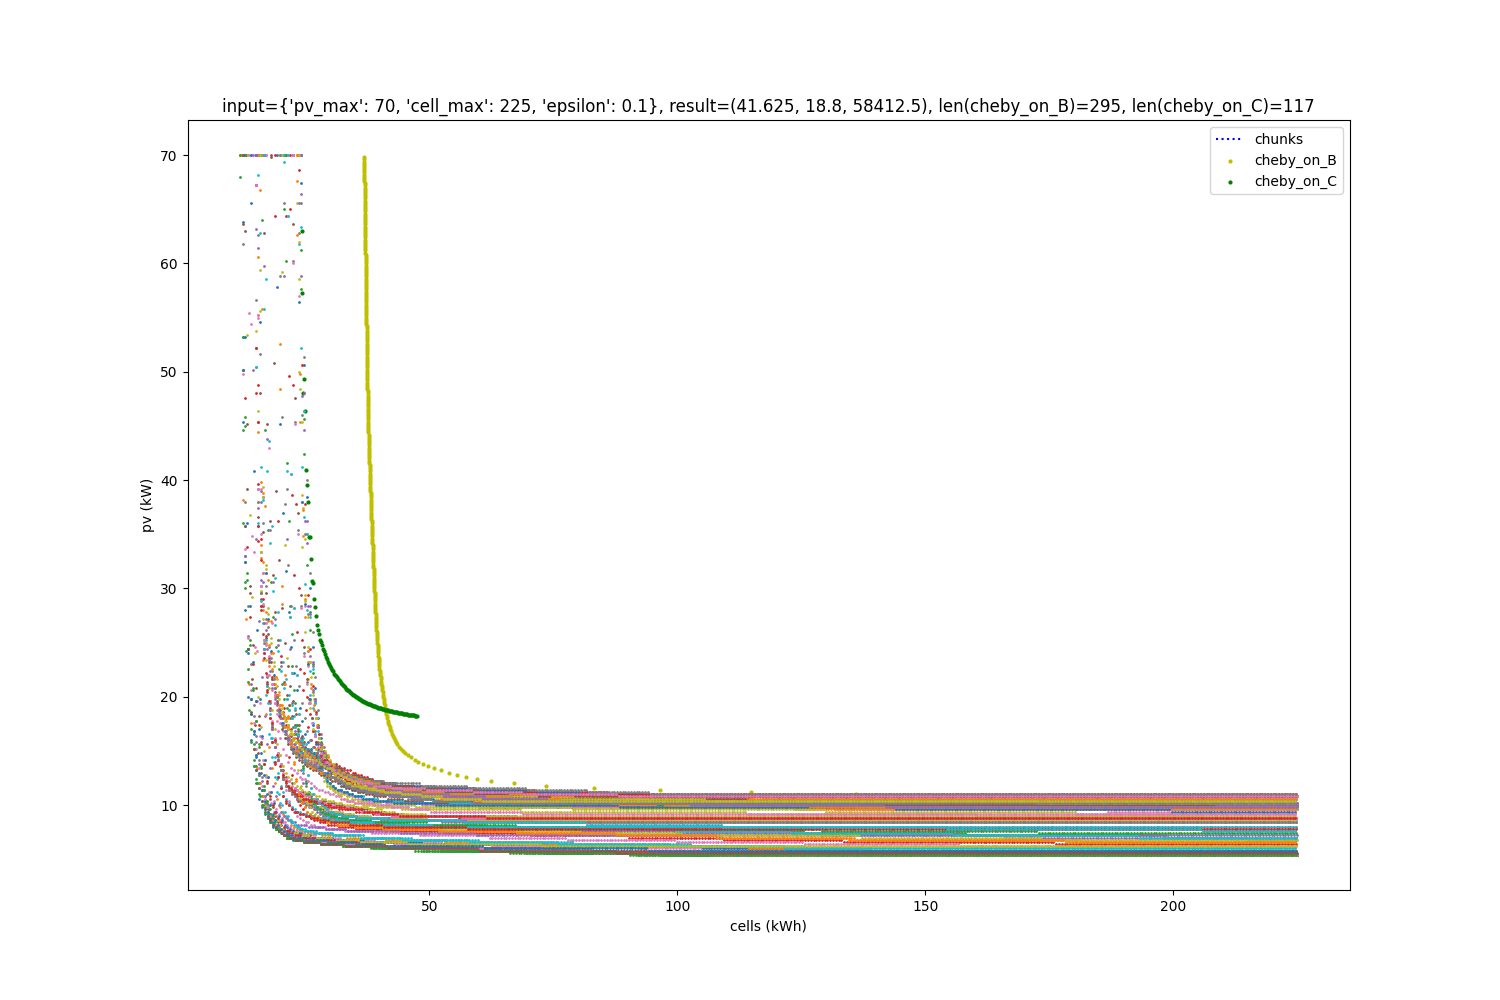 input={'pv_max': 70, 'cell_max': 225, 'epsilon': 0.1}, result=(41.625, 18.8, 58412.5), len(cheby_on_B)=295, len(cheby_on_C)=117
chunks
cheby_on_B
cheby_on_C
70
60
50
40
30
20
10
pv (kW)
50 100 150 200
cells (kWh)